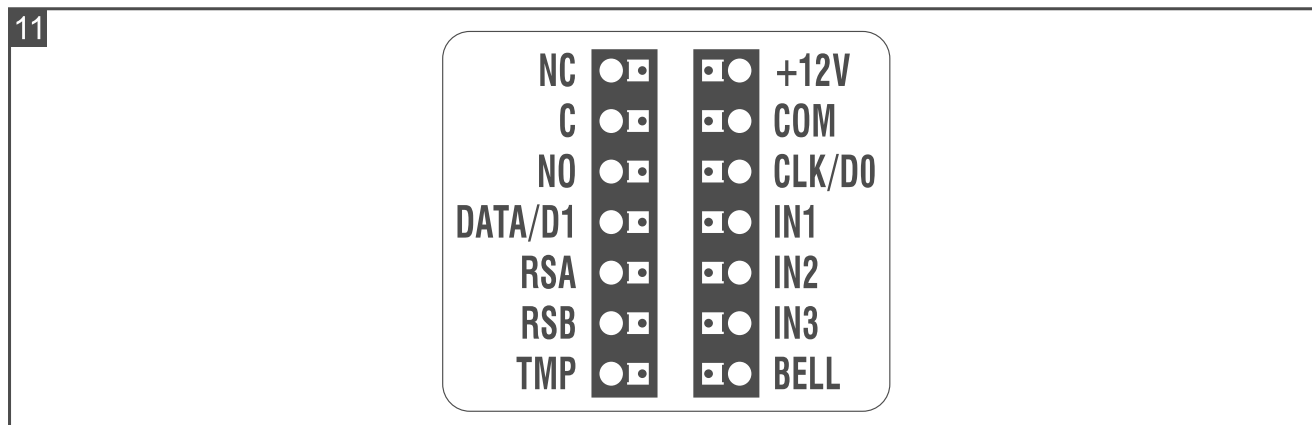 11
NC +12V
C COM
NO CLK/D0
DATA/D1 IN1
RSA IN2
RSB IN3
TMP BELL